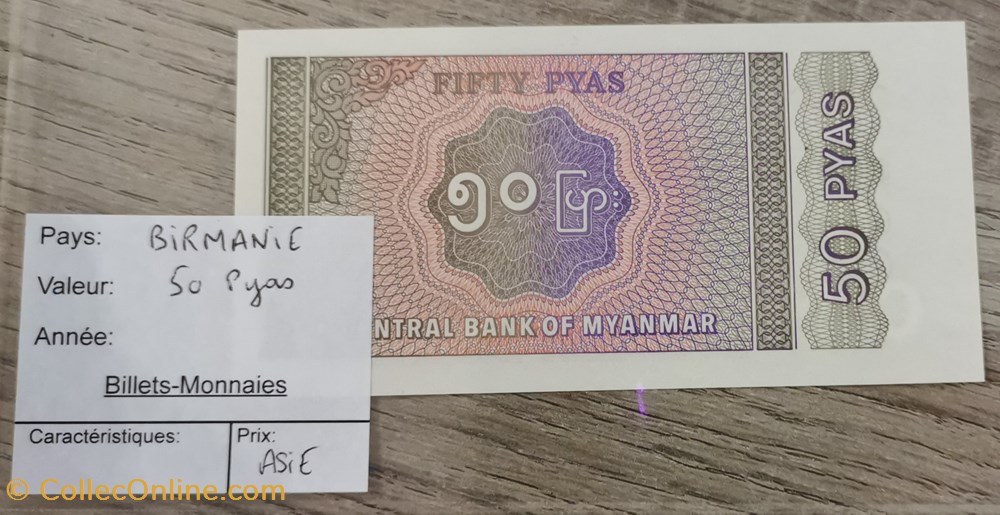 FIFTY PYAS
၅၀ ပြား
50 PYAS
NTRAL BANK OF MYANMAR
Pays: BiRMANiE
Valeur: 50 Pyas
Année:
Billets-Monnaies
Caractéristiques:
Prix:
ASiE
© CollecOnline.com